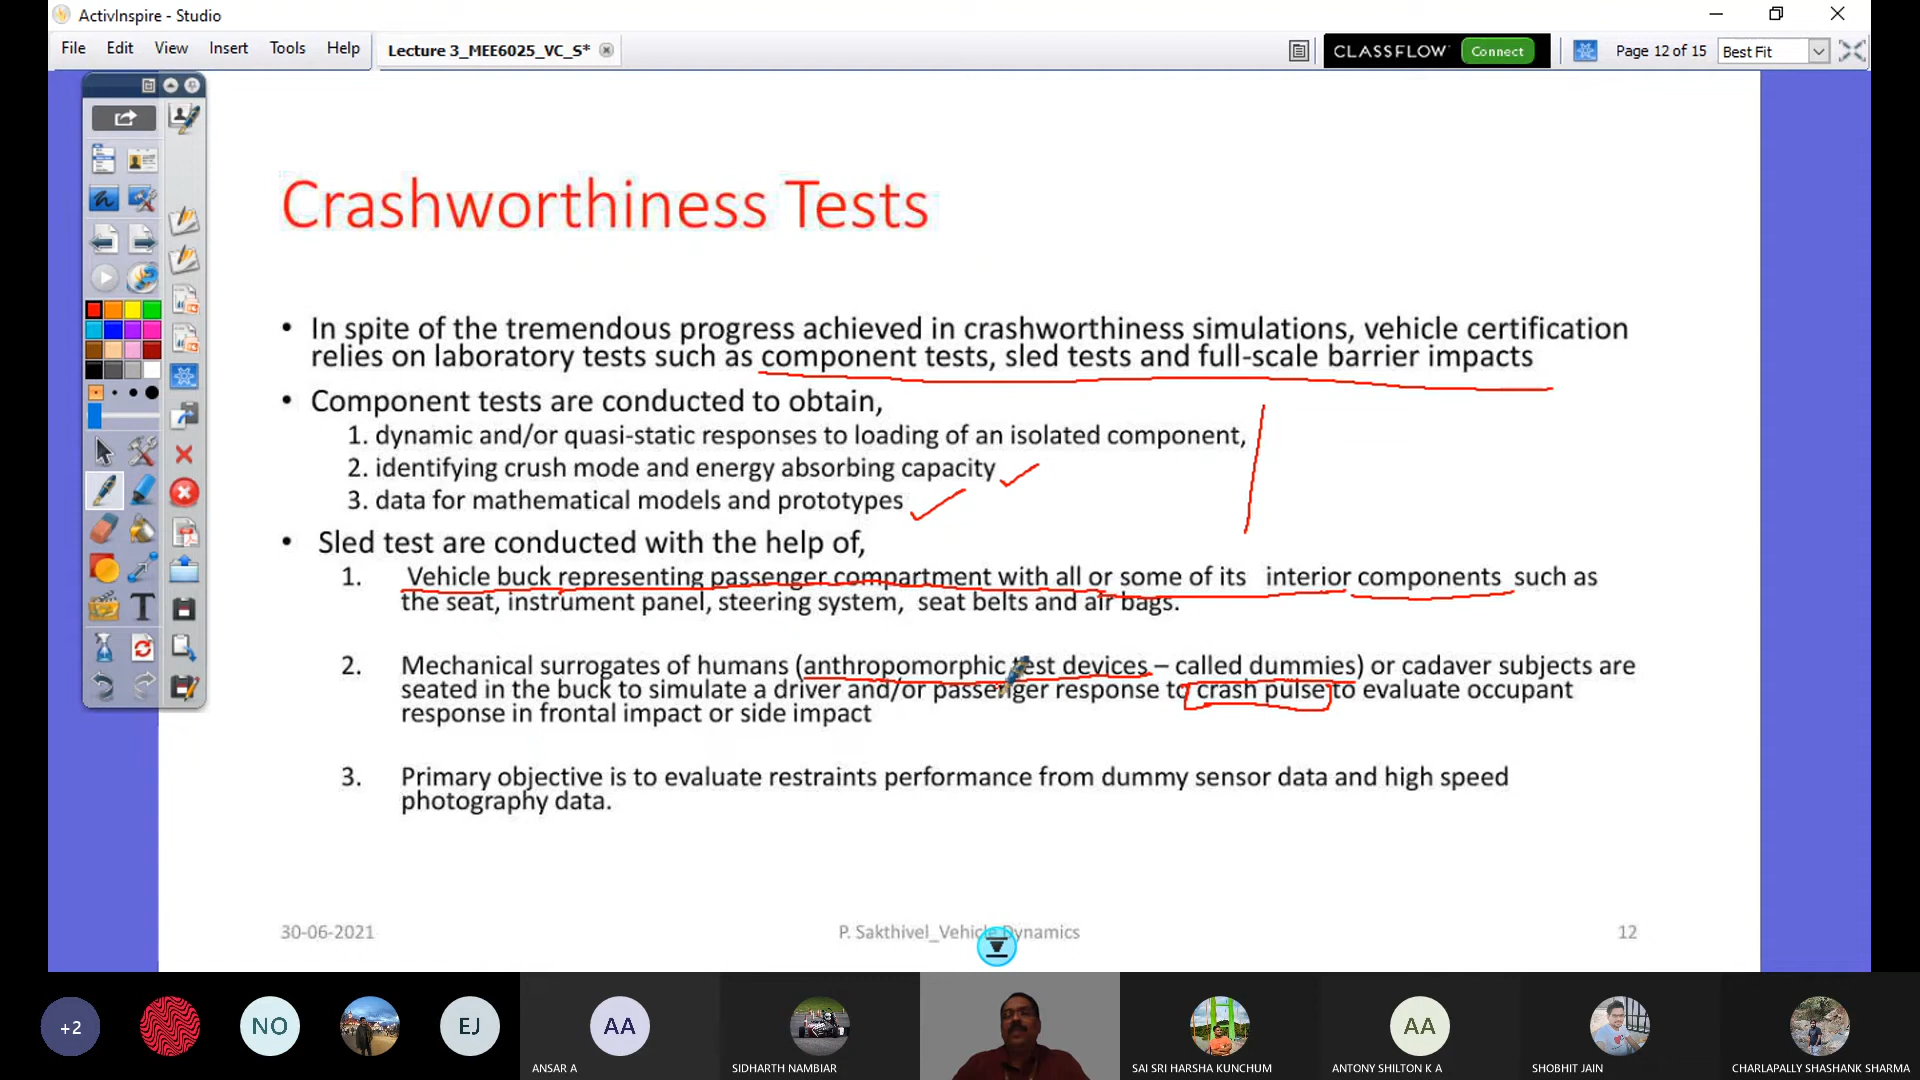 ActivInspire - Studio
File Edit View Insert Tools Help
Lecture 3_MEE6025_VC_S*
CLASSFLOW Connect
Page 12 of 15
Best Fit
Crashworthiness Tests
• In spite of the tremendous progress achieved in crashworthiness simulations, vehicle certification
relies on laboratory tests such as component tests, sled tests and full-scale barrier impacts
• Component tests are conducted to obtain,
1. dynamic and/or quasi-static responses to loading of an isolated component,
2. identifying crush mode and energy absorbing capacity
3. data for mathematical models and prototypes
• Sled test are conducted with the help of,
1. Vehicle buck representing passenger compartment with all or some of its interior components such as
the seat, instrument panel, steering system, seat belts and air bags.
2. Mechanical surrogates of humans (anthropomorphic test devices – called dummies) or cadaver subjects are
seated in the buck to simulate a driver and/or passenger response to crash pulse to evaluate occupant
response in frontal impact or side impact
3. Primary objective is to evaluate restraints performance from dummy sensor data and high speed
photography data.
30-06-2021
P. Sakthivel_Vehicle Dynamics
12
+2
NO
EJ
AA
AA
ANSAR A
SIDHARTH NAMBIAR
SAI SRI HARSHA KUNCHUM
ANTONY SHILTON K A
SHOBHIT JAIN
CHARLAPALLY SHASHANK SHARMA